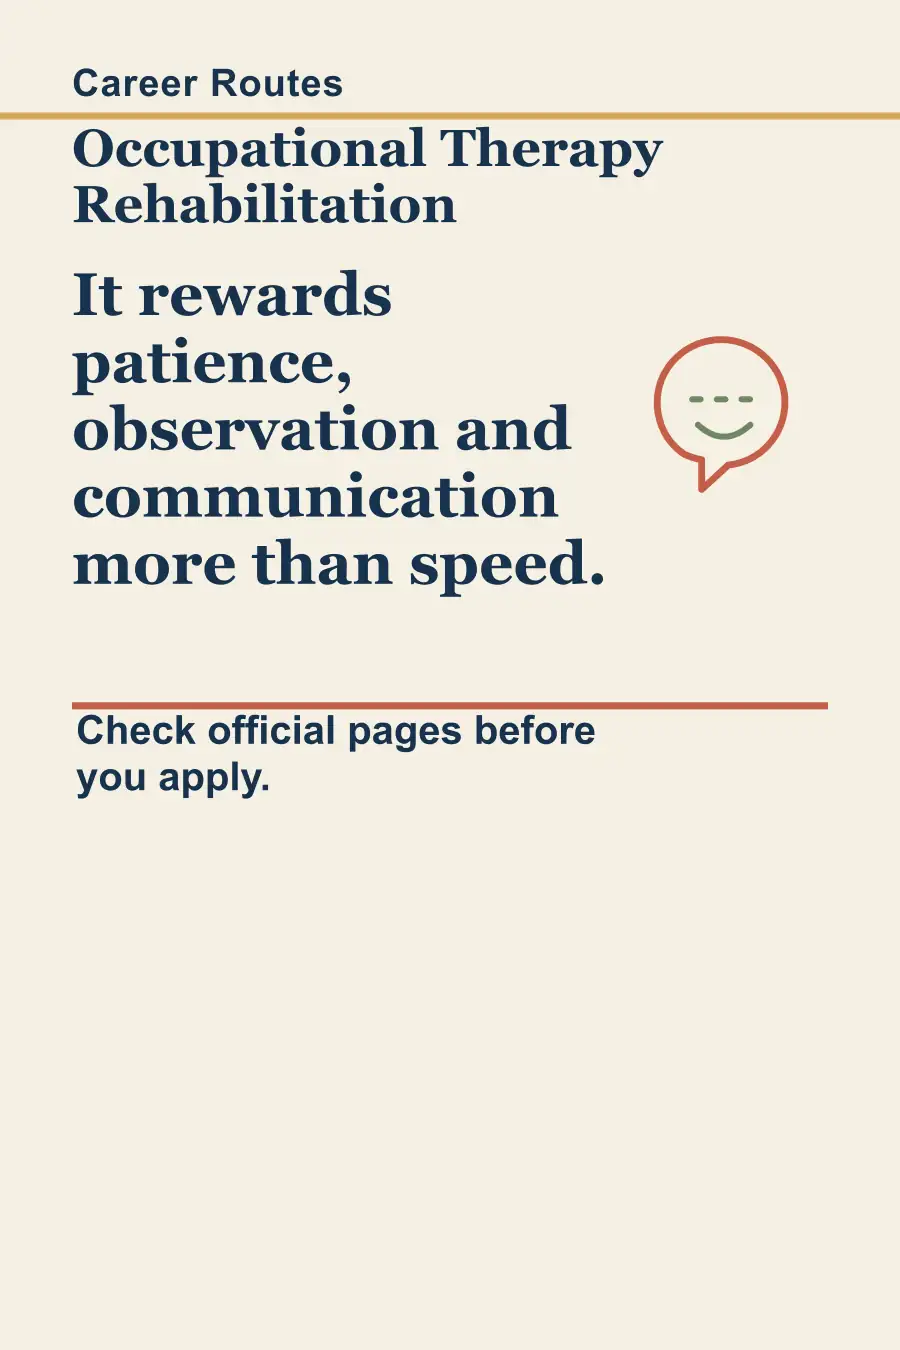 Career Routes
Occupational Therapy
Rehabilitation
It rewards
patience,
observation and
communication
more than speed.
Check official pages before
you apply.